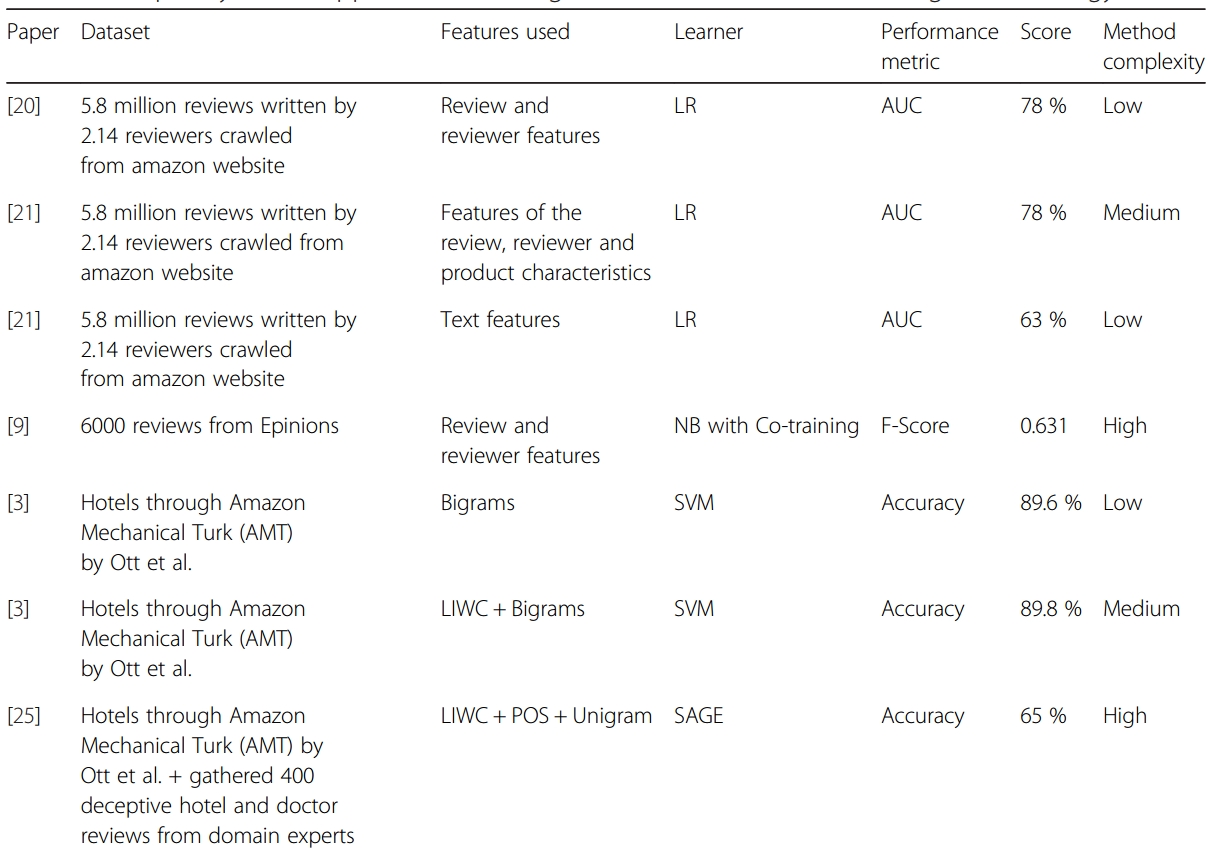 Paper Dataset Features used Learner Performance metric Score Method complexity
[20] 5.8 million reviews written by Review and LR AUC 78 % Low
2.14 reviewers crawled reviewer features
from amazon website
[21] 5.8 million reviews written by Features of the LR AUC 78 % Medium
2.14 reviewers crawled from review, reviewer and
amazon website product characteristics
[21] 5.8 million reviews written by Text features LR AUC 63 % Low
2.14 reviewers crawled
from amazon website
[9] 6000 reviews from Epinions Review and NB with Co-training F-Score 0.631 High
reviewer features
[3] Hotels through Amazon Bigrams SVM Accuracy 89.6 % Low
Mechanical Turk (AMT)
by Ott et al.
[3] Hotels through Amazon LIWC + Bigrams SVM Accuracy 89.8 % Medium
Mechanical Turk (AMT)
by Ott et al.
[25] Hotels through Amazon LIWC + POS + Unigram SAGE Accuracy 65 % High
Mechanical Turk (AMT) by
Ott et al. + gathered 400
deceptive hotel and doctor
reviews from domain experts